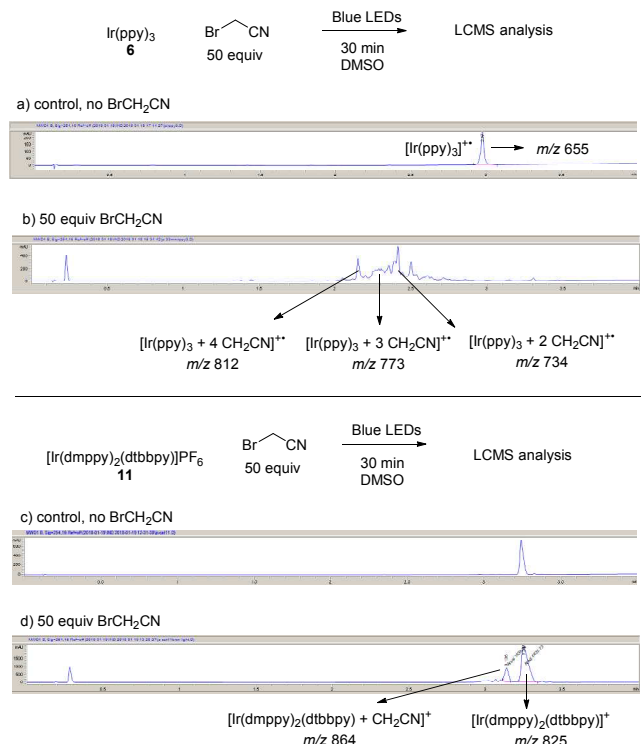 Ir(ppy)3
6
Br CN
50 equiv
Blue LEDs
30 min
DMSO
LCMS analysis
a) control, no BrCH2CN
[Ir(ppy)3]+•
m/z 655
b) 50 equiv BrCH2CN
[Ir(ppy)3 + 4 CH2CN]+•
m/z 812
[Ir(ppy)3 + 3 CH2CN]+•
m/z 773
[Ir(ppy)3 + 2 CH2CN]+•
m/z 734
[Ir(dmppy)2(dtbbpy)]PF6
11
Br CN
50 equiv
Blue LEDs
30 min
DMSO
LCMS analysis
c) control, no BrCH2CN
d) 50 equiv BrCH2CN
[Ir(dmppy)2(dtbbpy) + CH2CN]+
m/z 864
[Ir(dmppy)2(dtbbpy)]+
m/z 825